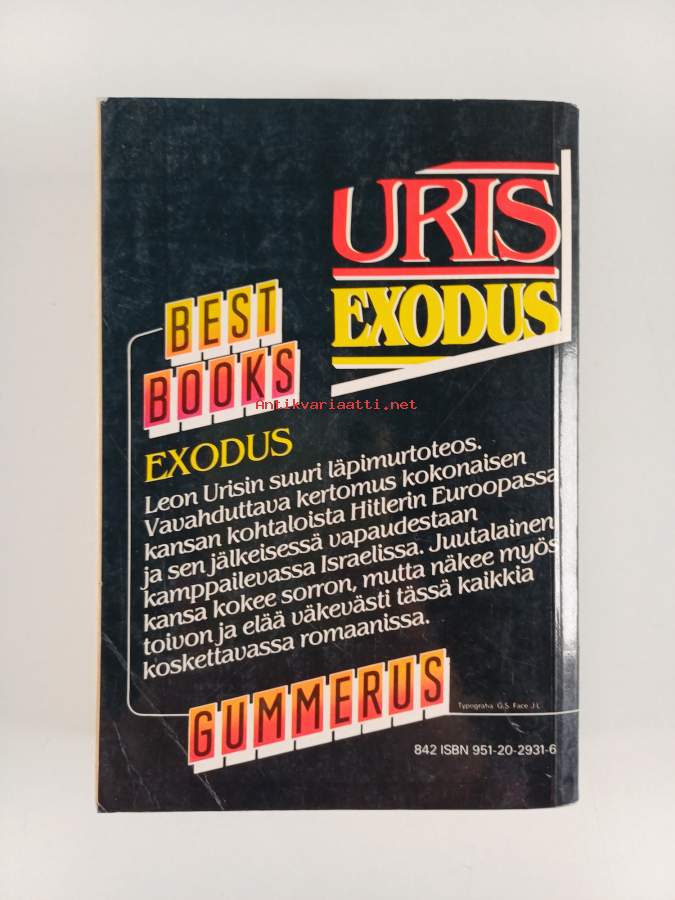 URIS
EXODUS
BEST
BOOKS
Antikvariaatti.net
EXODUS
Leon Urisin suuri läpimurtoteos.
Vavahduttava kertomus kokonaisen
kansan kohtaloista Hitlerin Euroopassa
ja sen jälkeisessä vapaudestaan
kamppailevassa Israelissa. Juutalainen
kansa kokee sorron, mutta näkee myös
toivon ja elää väkevästi tässä kaikkia
koskettavassa romaanissa.
GUMMERUS
Typografia G.S. Face J.L.
842 ISBN 951-20-2931-6